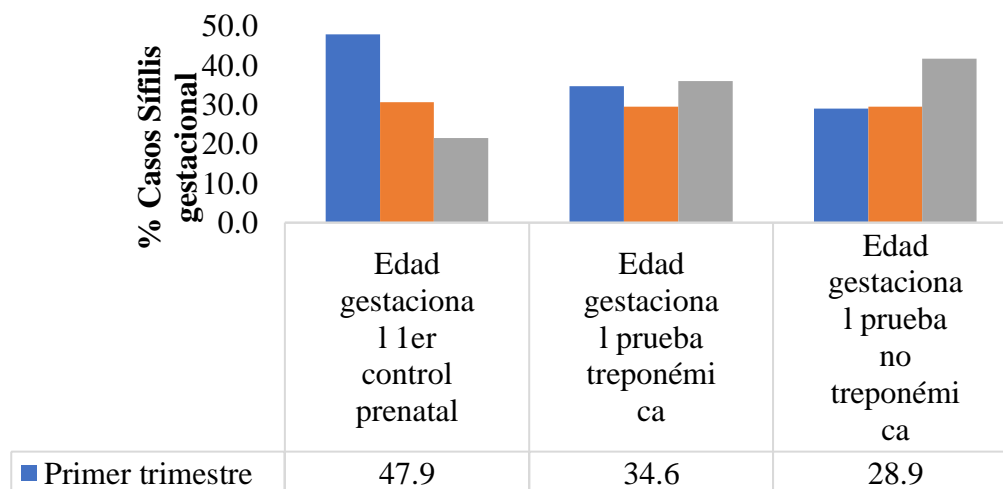 % Casos Sífilis
gestacional
50.0
40.0
30.0
20.0
10.0
0.0
Edad
gestaciona
l 1er
control
prenatal
Edad
gestaciona
l prueba
treponémi
ca
Edad
gestaciona
l prueba
no
treponémi
ca
Primer trimestre 47.9 34.6 28.9